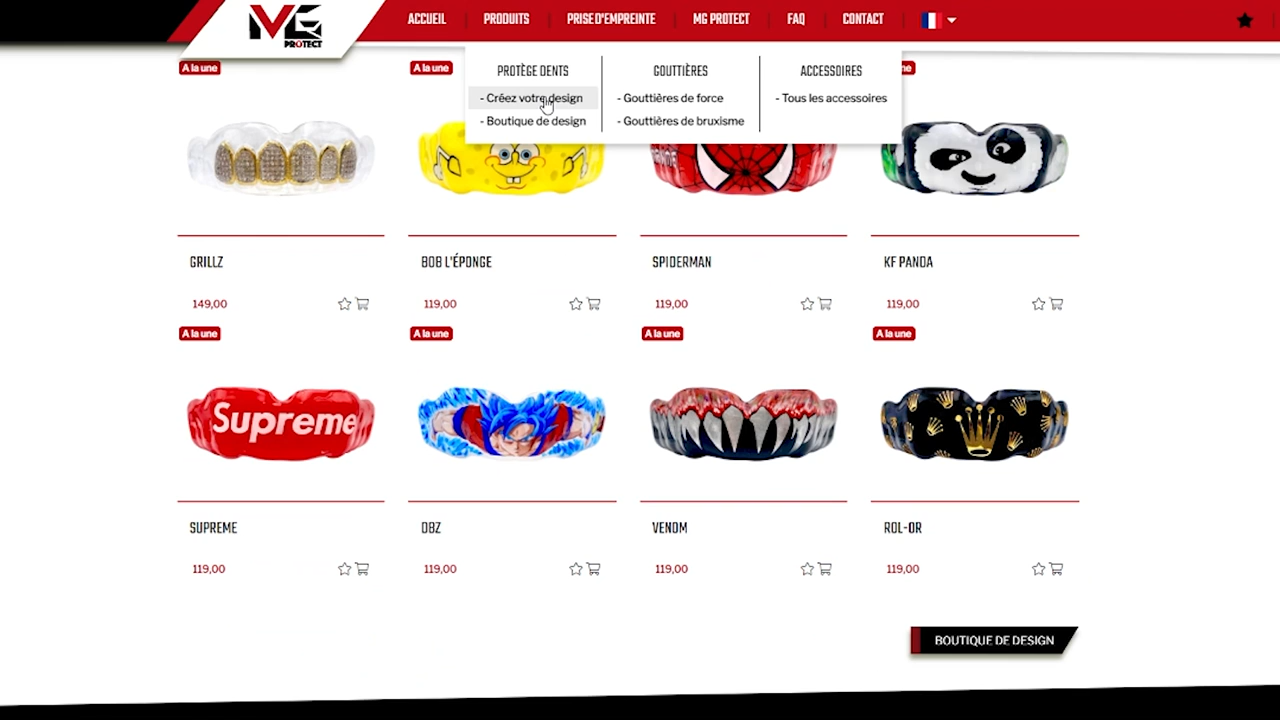 MG
PROTECT
ACCUEIL
PRODUITS
PRISE D'EMPREINTE
MG PROTECT
FAQ
CONTACT
PROTÈGE DENTS
- Créez votre design
- Boutique de design
GOUTTIÈRES
- Gouttières de force
- Gouttières de bruxisme
ACCESSOIRES
- Tous les accessoires
A la une
A la une
GRILLZ
149,00
BOB L'ÉPONGE
119,00
SPIDERMAN
119,00
KF PANDA
119,00
A la une
A la une
A la une
A la une
Supreme
SUPREME
119,00
DBZ
119,00
VENOM
119,00
ROL-OR
119,00
BOUTIQUE DE DESIGN